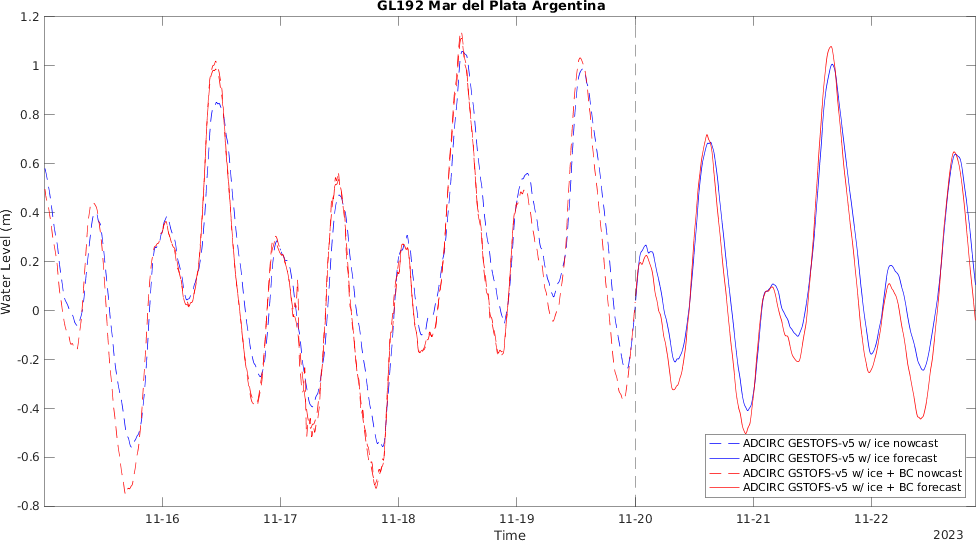 GL192 Mar del Plata Argentina
1.2
1
0.8
0.6
0.4
0.2
0
-0.2
-0.4
-0.6
-0.8
Water Level (m)
11-16
11-17
11-18
11-19
11-20
11-21
11-22
Time
2023
ADCIRC GESTOFS-v5 w/ ice nowcast
ADCIRC GESTOFS-v5 w/ ice forecast
ADCIRC GSTOFS-v5 w/ ice + BC nowcast
ADCIRC GSTOFS-v5 w/ ice + BC forecast